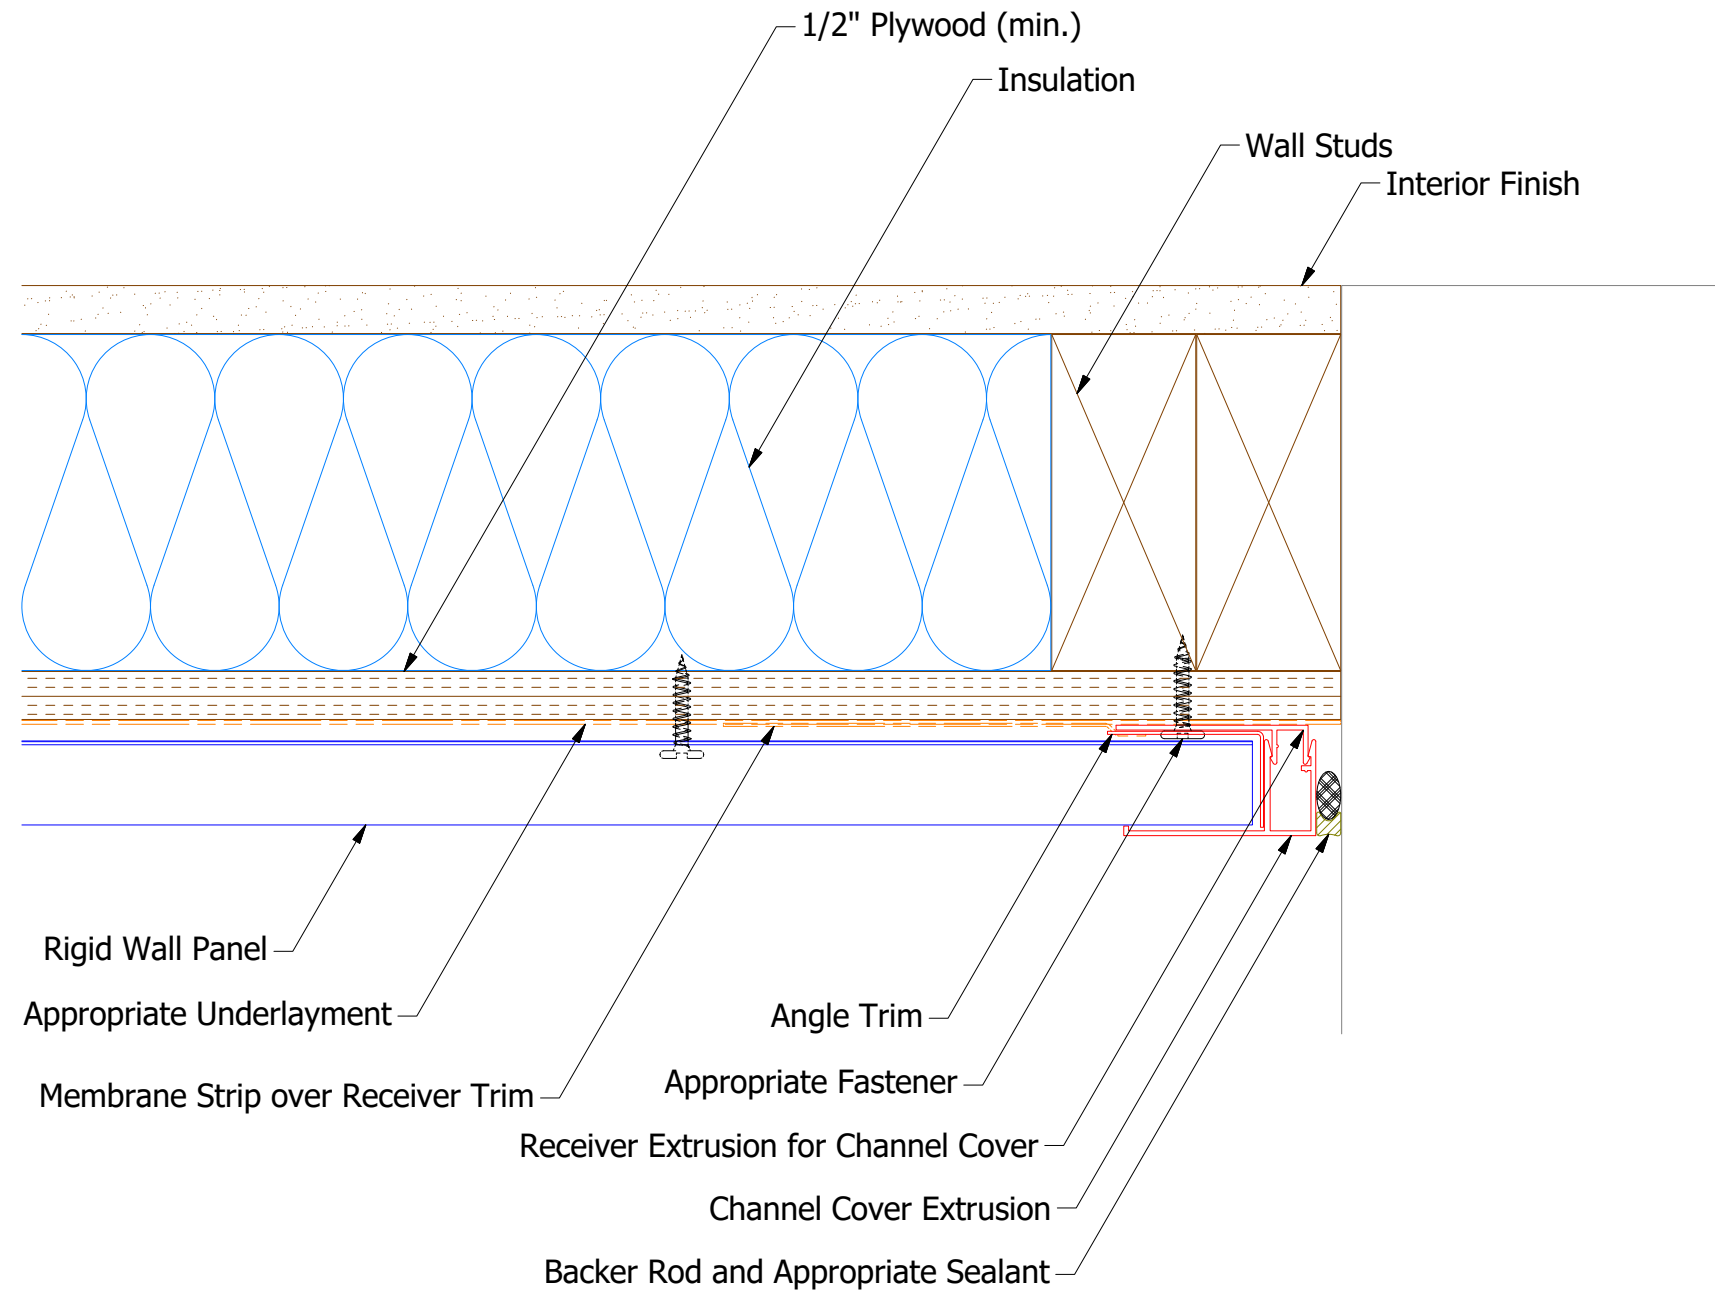 1/2" Plywood (min.)
Insulation
Wall Studs
Interior Finish
Rigid Wall Panel
Appropriate Underlayment
Angle Trim
Appropriate Fastener
Membrane Strip over Receiver Trim
Receiver Extrusion for Channel Cover
Channel Cover Extrusion
Backer Rod and Appropriate Sealant